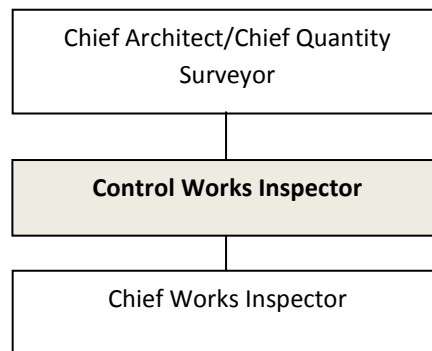 Chief Architect/Chief Quantity
Surveyor
Control Works Inspector
Chief Works Inspector